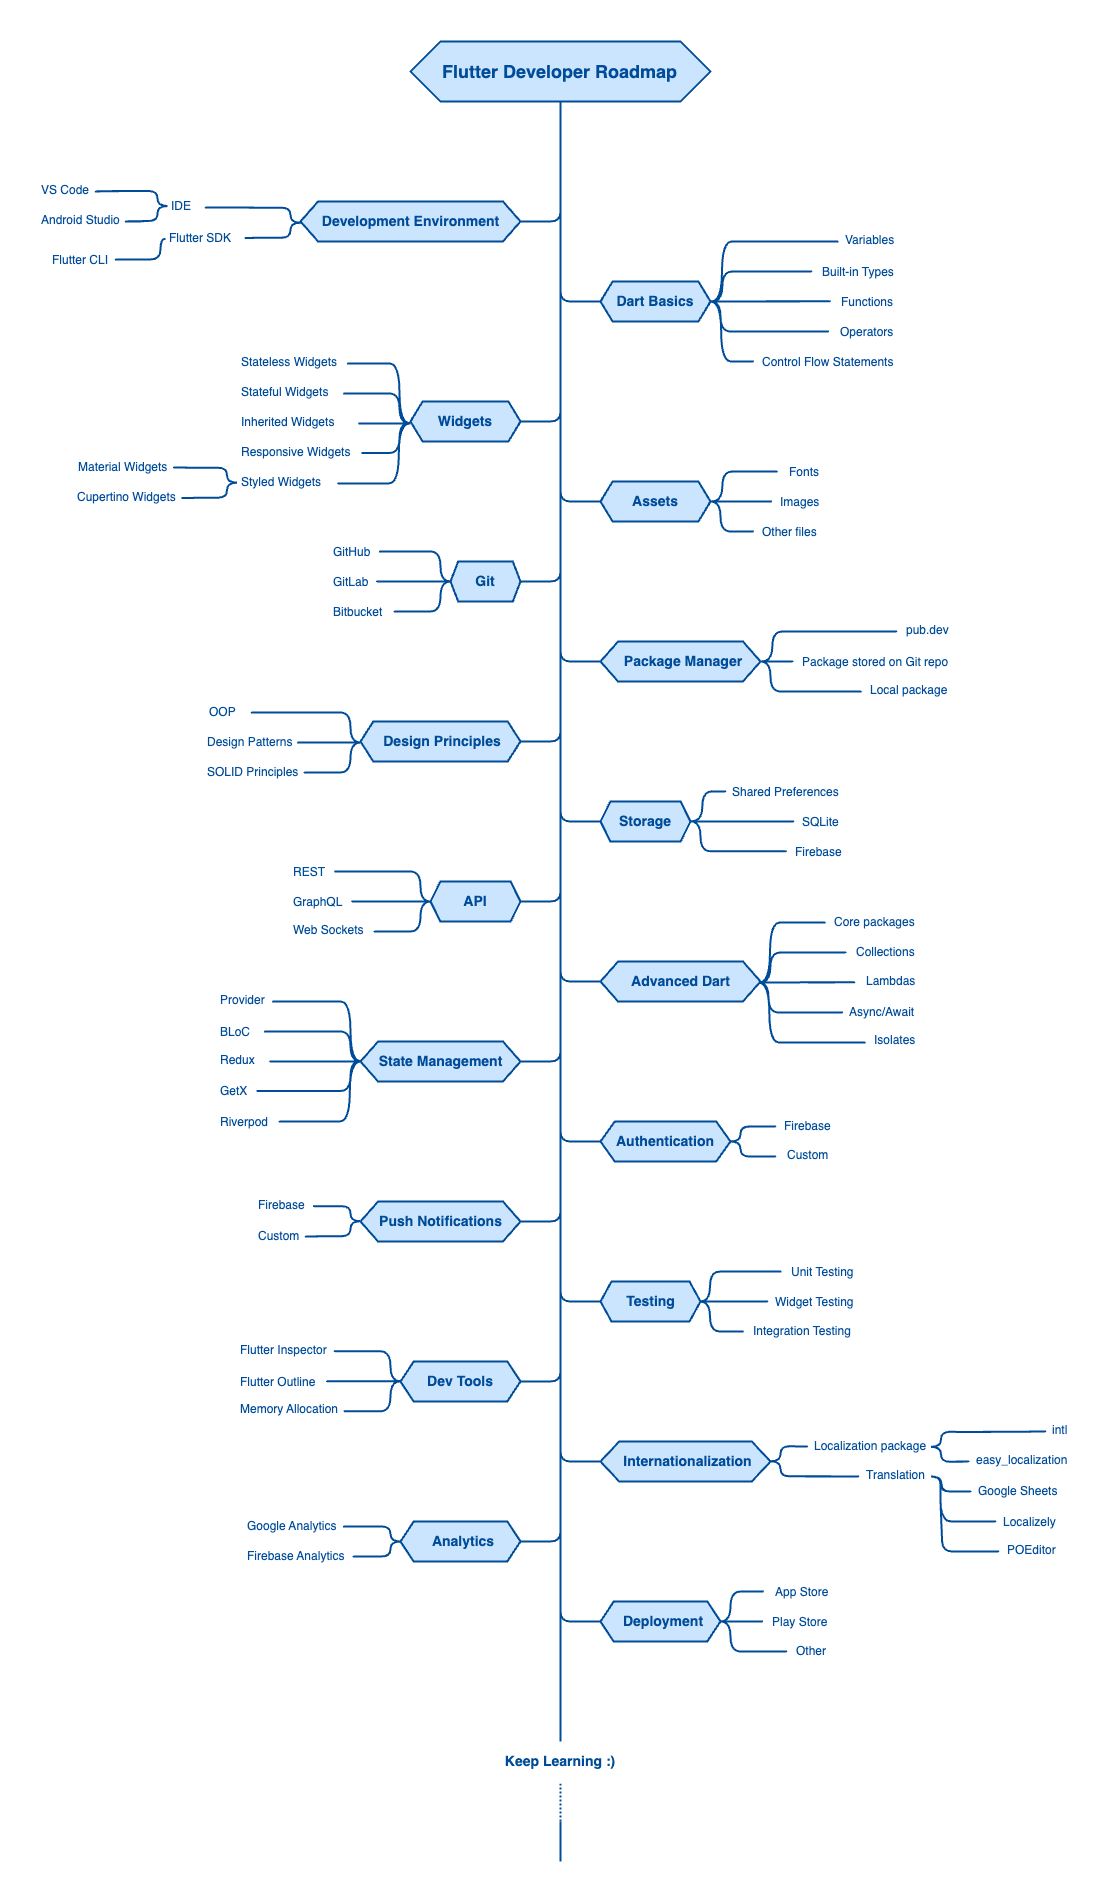 Flutter Developer Roadmap
Development Environment
IDE
VS Code
Android Studio
Flutter SDK
Flutter CLI
Dart Basics
Variables
Built-in Types
Functions
Operators
Control Flow Statements
Widgets
Stateless Widgets
Stateful Widgets
Inherited Widgets
Responsive Widgets
Styled Widgets
Material Widgets
Cupertino Widgets
Assets
Fonts
Images
Other files
Git
GitHub
GitLab
Bitbucket
Package Manager
pub.dev
Package stored on Git repo
Local package
Design Principles
OOP
Design Patterns
SOLID Principles
Storage
Shared Preferences
SQLite
Firebase
API
REST
GraphQL
Web Sockets
Advanced Dart
Core packages
Collections
Lambdas
Async/Await
Isolates
State Management
Provider
BLoC
Redux
GetX
Riverpod
Authentication
Firebase
Custom
Push Notifications
Firebase
Custom
Testing
Unit Testing
Widget Testing
Integration Testing
Dev Tools
Flutter Inspector
Flutter Outline
Memory Allocation
Internationalization
Localization package
intl
easy_localization
Translation
Google Sheets
Localizely
POEditor
Analytics
Google Analytics
Firebase Analytics
Deployment
App Store
Play Store
Other
Keep Learning :)